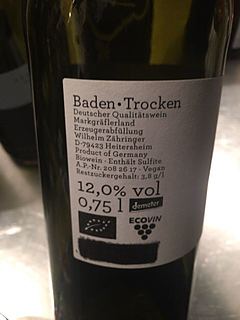 Baden • Trocken
Deutscher Qualitätswein
Markgräflerland
Erzeugerabfüllung
Wilhelm Zähringer
D-79423 Heitersheim
Product of Germany
Biowein · Enthält Sulfite
A.P.-Nr. 208 26 17 · Vegan
Restzuckergehalt: 3,8 g/l
12,0% vol
0,75 l demeter
ECOVIN